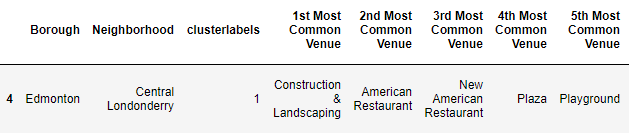 Borough Neighborhood clusterlabels 1st Most Common Venue 2nd Most Common Venue 3rd Most Common Venue 4th Most Common Venue 5th Most Common Venue
4 Edmonton Central Londonderry 1 Construction & Landscaping American Restaurant New American Restaurant Plaza Playground